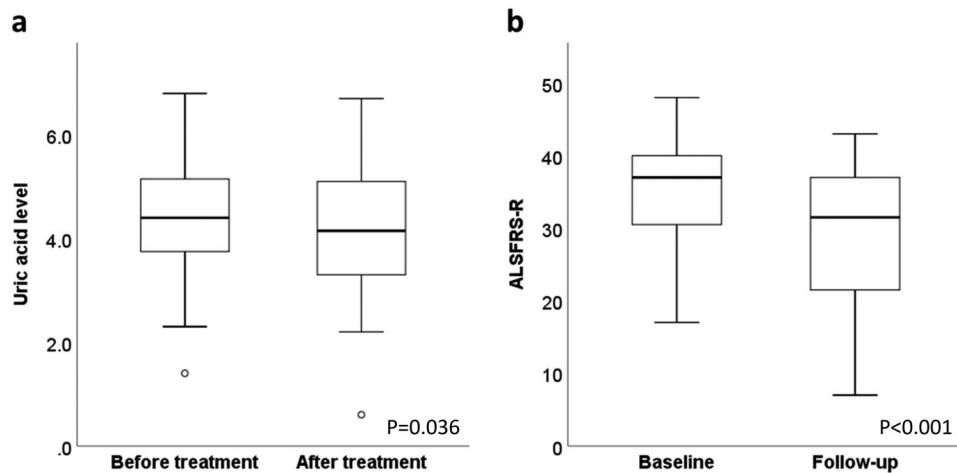 a
Uric acid level
6.0
4.0
2.0
.0
P=0.036
Before treatment
After treatment
b
ALSFRS-R
50
40
30
20
10
0
P<0.001
Baseline
Follow-up